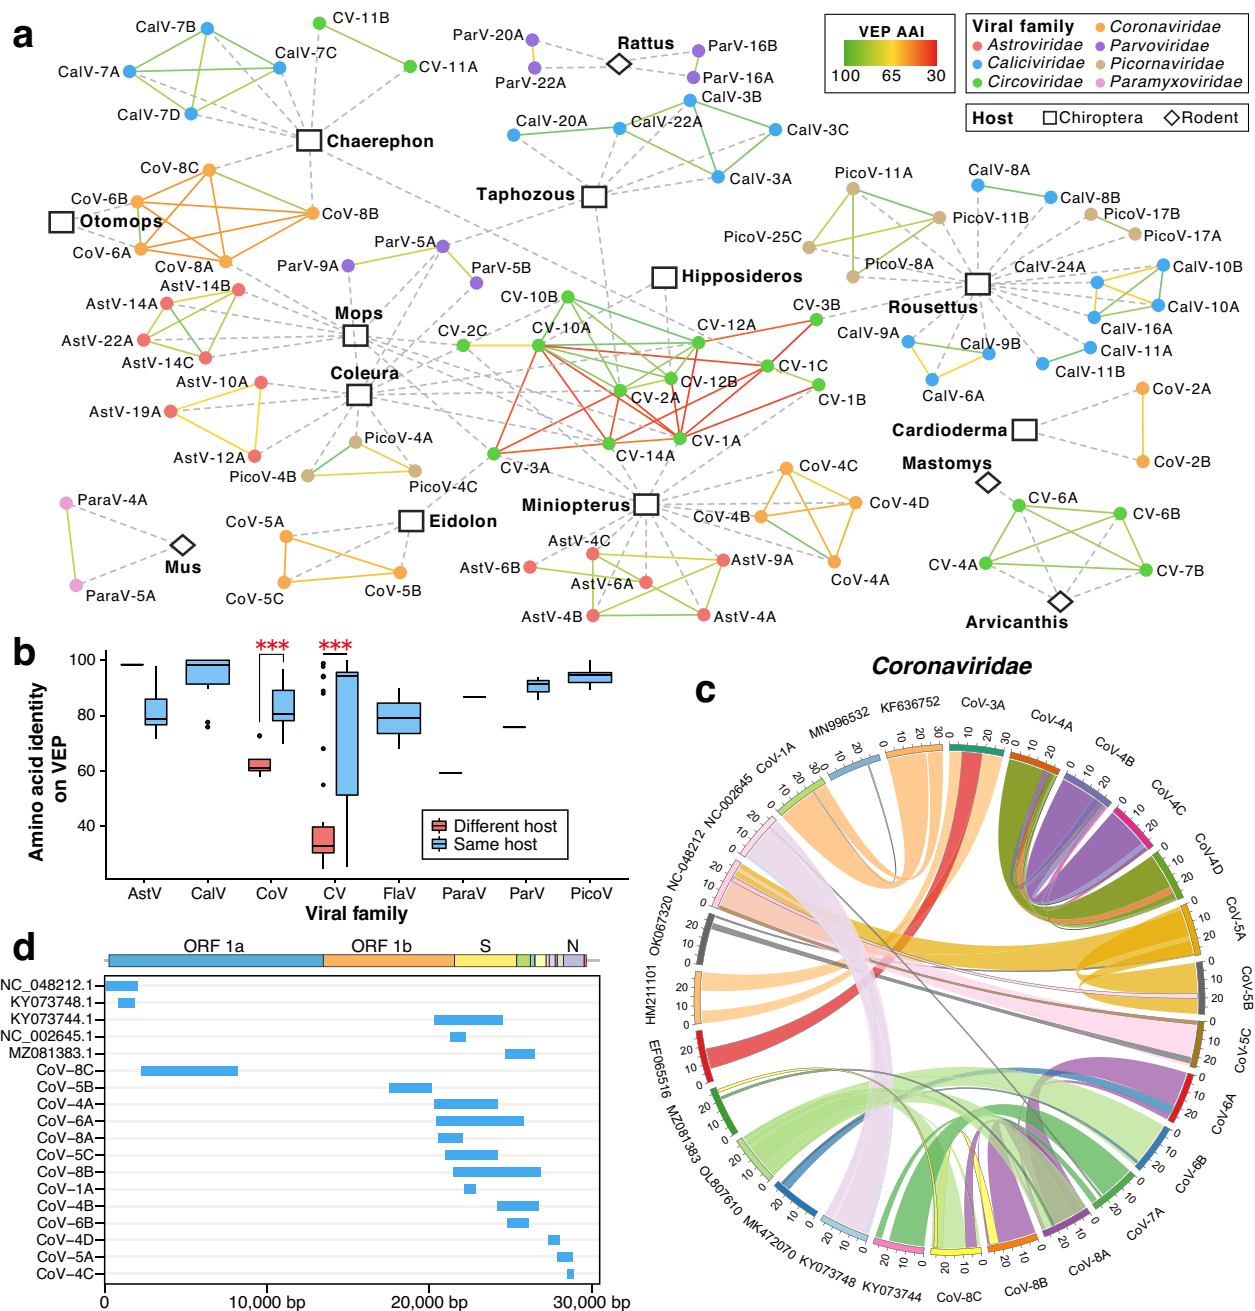 a
CalV-7B
CV-11B
CalV-7C
CV-11A
CalV-7A
CalV-7D
Chaerephon
ParV-20A
Rattus
ParV-16B
ParV-22A
ParV-16A
CalV-3B
CalV-20A
CalV-22A
CalV-3C
CalV-3A
Taphozous
VEP AAI
100 65 30
Viral family
Astroviridae
Caliciviridae
Circoviridae
Coronaviridae
Parvoviridae
Picornaviridae
Paramyxoviridae
Host Chiroptera Rodent
CoV-8C
CoV-6B
CoV-8B
Otomops
CoV-6A
CoV-8A
ParV-5A
ParV-9A
ParV-5B
PicoV-11A
CalV-8A
CalV-8B
PicoV-11B
PicoV-17B
PicoV-17A
PicoV-25C
PicoV-8A
CalV-24A
CalV-10B
Rousettus
CalV-10A
CalV-16A
CalV-9A
CalV-9B
CalV-11A
CalV-11B
CalV-6A
AstV-14B
AstV-14A
AstV-22A
AstV-14C
Mops
Hipposideros
CV-10B
CV-3B
CV-2C
CV-10A
CV-12A
CV-1C
CV-12B
CV-2A
CV-1B
CV-1A
CV-14A
CV-3A
Coleura
AstV-10A
AstV-19A
AstV-12A
PicoV-4A
PicoV-4B
PicoV-4C
CoV-2A
Cardioderma
CoV-2B
Mastomys
CV-6A
CV-6B
CV-4A
CV-7B
Arvicanthis
ParaV-4A
Mus
ParaV-5A
CoV-5A
Eidolon
CoV-5C
CoV-5B
Miniopterus
CoV-4C
CoV-4D
CoV-4B
CoV-4A
AstV-4C
AstV-6B
AstV-9A
AstV-6A
AstV-4B
AstV-4A
b
Amino acid identity
on VEP
100
80
60
40
*** ***
Different host
Same host
AstV CalV CoV CV FlaV ParaV ParV PicoV
Viral family
c
Coronaviridae
CoV-3A
CoV-4A
CoV-4B
CoV-4C
CoV-4D
CoV-5A
CoV-5B
CoV-5C
CoV-6A
CoV-6B
CoV-7A
CoV-8A
CoV-8B
CoV-8C
KY073744
KY073748
MK472070
OL807610
MZ081383
EF065516
HM211101
OK067320
NC-048212
NC-002645
CoV-1A
MN996532
KF636752
d
ORF 1a ORF 1b S N
NC_048212.1
KY073748.1
KY073744.1
NC_002645.1
MZ081383.1
CoV-8C
CoV-5B
CoV-4A
CoV-6A
CoV-8A
CoV-5C
CoV-8B
CoV-1A
CoV-4B
CoV-6B
CoV-4D
CoV-5A
CoV-4C
0 10,000 bp 20,000 bp 30,000 bp